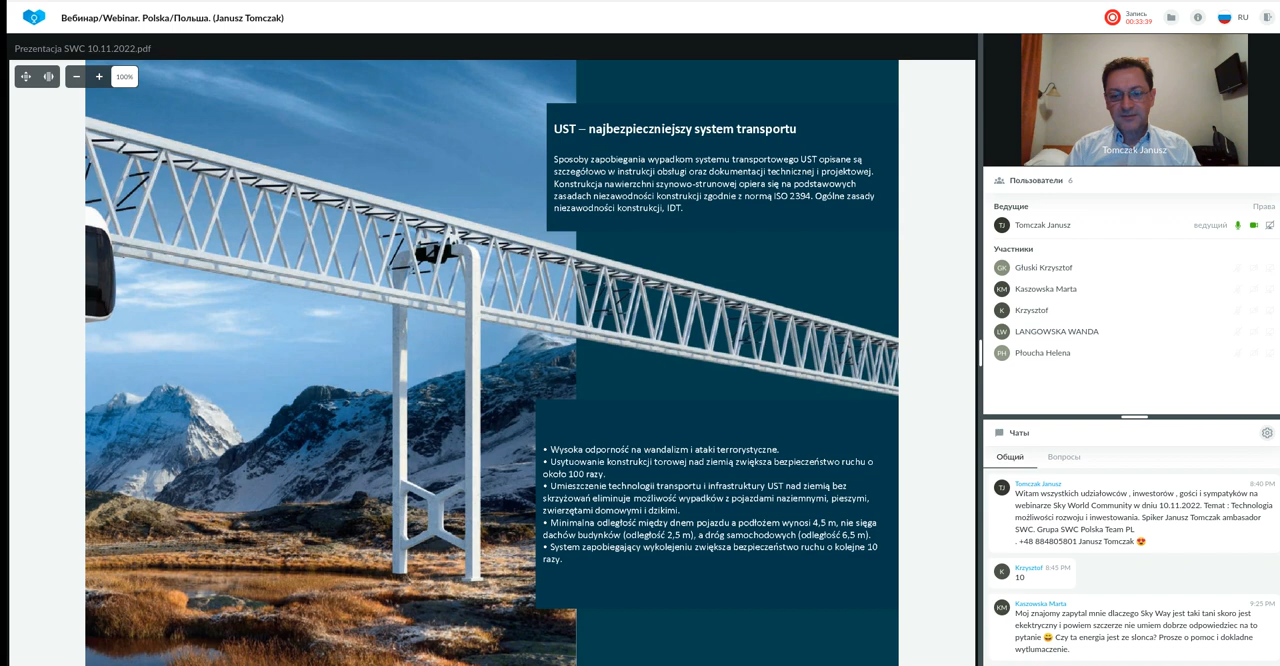 Вебинар/Webinar. Polska/Польша. (Janusz Tomczak)
Запись
00:33:39
RU
Prezentacja SWC 10.11.2022.pdf
100%
UST – najbezpieczniejszy system transportu
Sposoby zapobiegania wypadkom systemu transportowego UST opisane są
szczegółowo w instrukcji obsługi oraz dokumentacji technicznej i projektowej.
Konstrukcja nawierzchni szynowo-strunowej opiera się na podstawowych
zasadach niezawodności konstrukcji zgodnie z normą ISO 2394. Ogólne zasady
niezawodności konstrukcji, IDT.
• Wysoka odporność na wandalizm i ataki terrorystyczne.
• Usytuowanie konstrukcji torowej nad ziemią zwiększa bezpieczeństwo ruchu o
około 100 razy.
• Umieszczenie technologii transportu i infrastruktury UST nad ziemią bez
skrzyżowań eliminuje możliwość wypadków z pojazdami naziemnymi, pieszymi,
zwierzętami domowymi i dzikimi.
• Minimalna odległość między dnem pojazdu a podłożem wynosi 4,5 m, nie sięga
dachów budynków (odległość 2,5 m), a dróg samochodowych (odległość 6,5 m).
• System zapobiegający wykolejeniu zwiększa bezpieczeństwo ruchu o kolejne 10
razy.
Tomczak Janusz
Пользователи 6
Ведущие Права
TJ Tomczak Janusz ведущий
Участники
GK Głuski Krzysztof
KM Kaszowska Marta
K Krzysztof
LW LANGOWSKA WANDA
PH Płoucha Helena
Чаты
Общий Вопросы
TJ Tomczak Janusz 8:40 PM
Witam wszystkich udziałowców , inwestorów , gości i sympatyków na
webinarze Sky World Community w dniu 10.11.2022. Temat : Technologia
możliwości rozwoju i inwestowania. Spiker Janusz Tomczak ambasador
SWC. Grupa SWC Polska Team PL
. +48 884805801 Janusz Tomczak 😍
K Krzysztof 8:45 PM
10
KM Kaszowska Marta 9:25 PM
Moj znajomy zapytal mnie dlaczego Sky Way jest taki tani skoro jest
ekektryczny i powiem szczerze nie umiem dobrze odpowiedziec na to
pytanie 😄 Czy ta energia jest ze slonca? Prosze o pomoc i dokladne
wytlumaczenie.